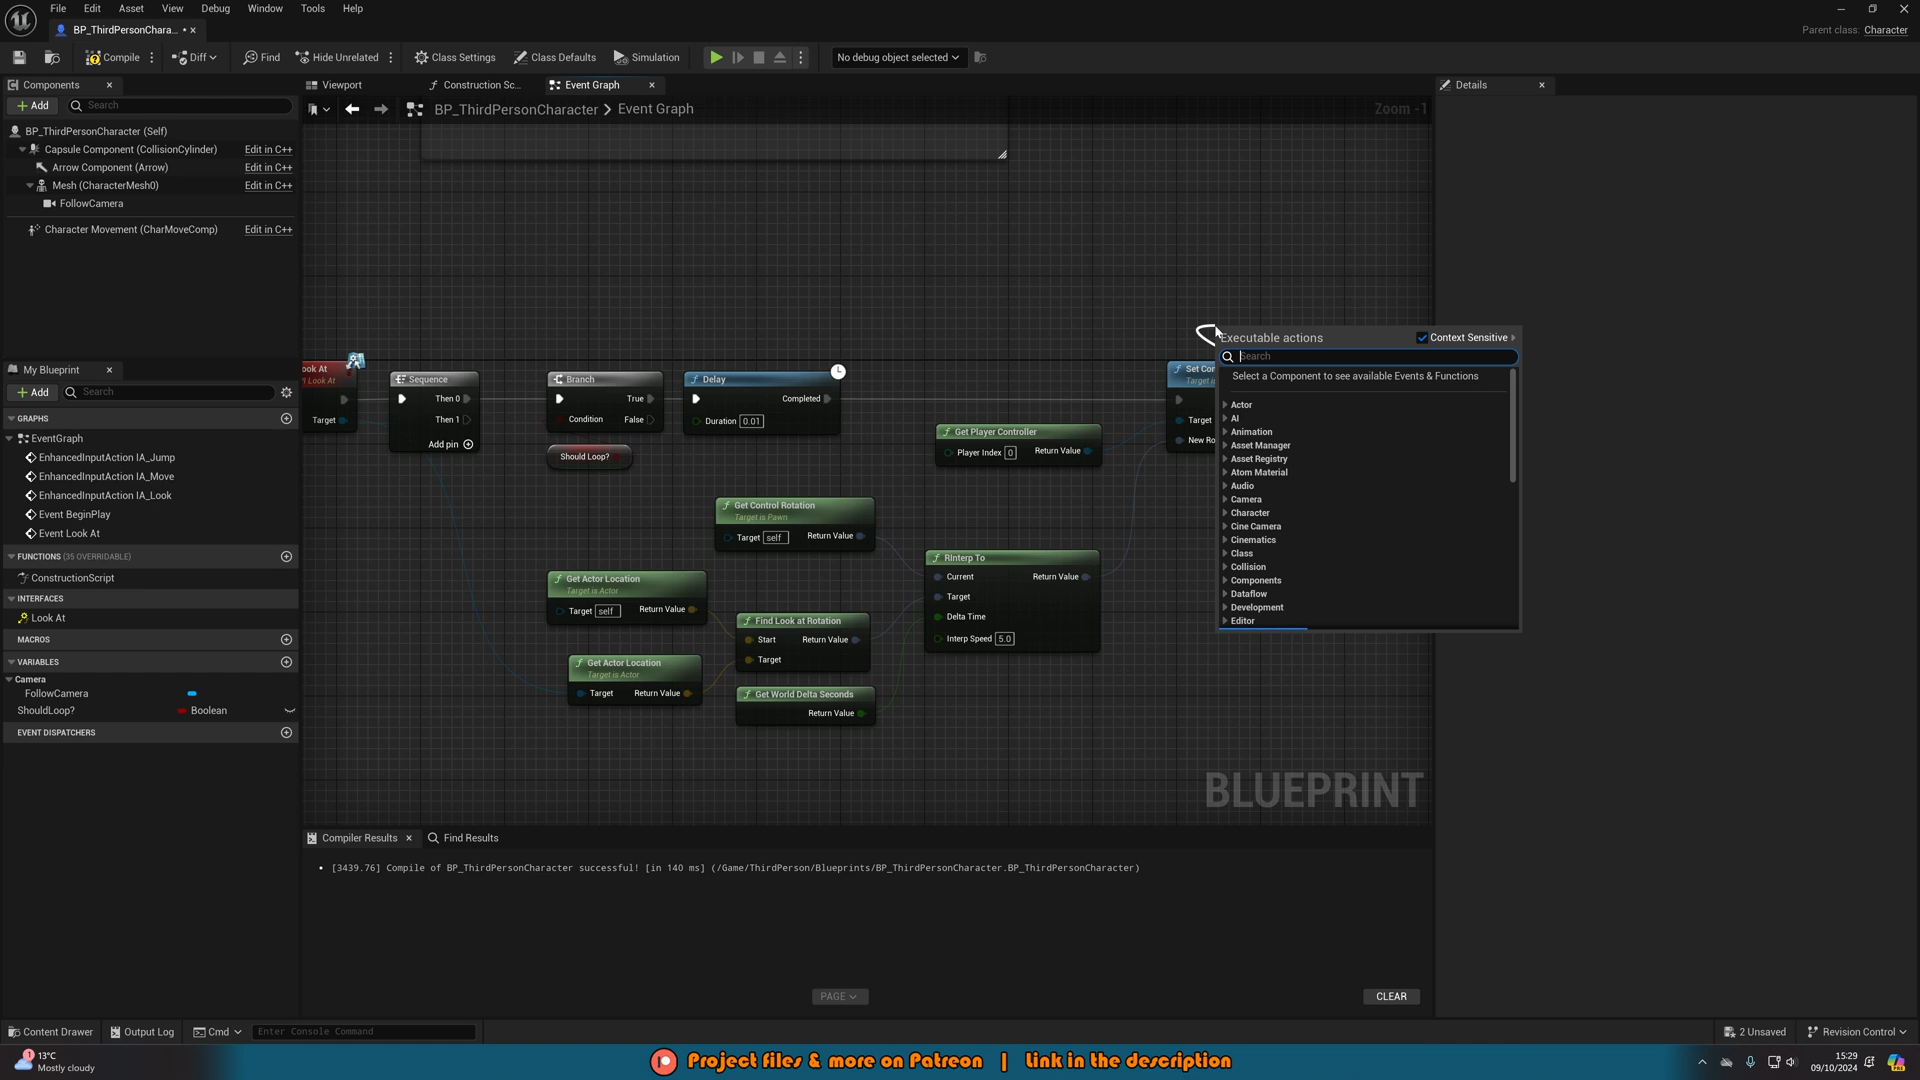 File Edit Asset View Debug Window Tools Help
BP_ThirdPersonChara... •
Parent class: Character
Compile Diff Find Hide Unrelated Class Settings Class Defaults Simulation No debug object selected
Components
Viewport Construction Sc... Event Graph Details
Add Search
BP_ThirdPersonCharacter > Event Graph Zoom -1
BP_ThirdPersonCharacter (Self)
Capsule Component (CollisionCylinder) Edit in C++
Arrow Component (Arrow) Edit in C++
Mesh (CharacterMesh0) Edit in C++
FollowCamera
Character Movement (CharMoveComp) Edit in C++
My Blueprint
Add Search
GRAPHS
EventGraph
EnhancedInputAction IA_Jump
EnhancedInputAction IA_Move
EnhancedInputAction IA_Look
Event BeginPlay
Event Look At
FUNCTIONS (35 OVERRIDABLE)
ConstructionScript
INTERFACES
Look At
MACROS
VARIABLES
Camera
FollowCamera
ShouldLoop? Boolean
EVENT DISPATCHERS
ook At
Look At
Target
Sequence
Then 0
Then 1
Add pin
Branch
True
Condition False
Should Loop?
Delay
Completed
Duration 0.01
Get Player Controller
Player Index 0 Return Value
Set Con
Target is
Target
New Ro
Get Control Rotation
Target is Pawn
Target self Return Value
RInterp To
Current Return Value
Target
Delta Time
Interp Speed 5.0
Get Actor Location
Target is Actor
Target self Return Value
Find Look at Rotation
Start Return Value
Target
Get Actor Location
Target is Actor
Target Return Value
Get World Delta Seconds
Return Value
Executable actions Context Sensitive
Search
Select a Component to see available Events & Functions
Actor
AI
Animation
Asset Manager
Asset Registry
Atom Material
Audio
Camera
Character
Cine Camera
Cinematics
Class
Collision
Components
Dataflow
Development
Editor
BLUEPRINT
Compiler Results Find Results
• [3439.76] Compile of BP_ThirdPersonCharacter successful! [in 140 ms] (/Game/ThirdPerson/Blueprints/BP_ThirdPersonCharacter.BP_ThirdPersonCharacter)
PAGE CLEAR
Content Drawer Output Log Cmd Enter Console Command 2 Unsaved Revision Control
1
13°C
Mostly cloudy
Project files & more on Patreon | Link in the description
15:29
09/10/2024